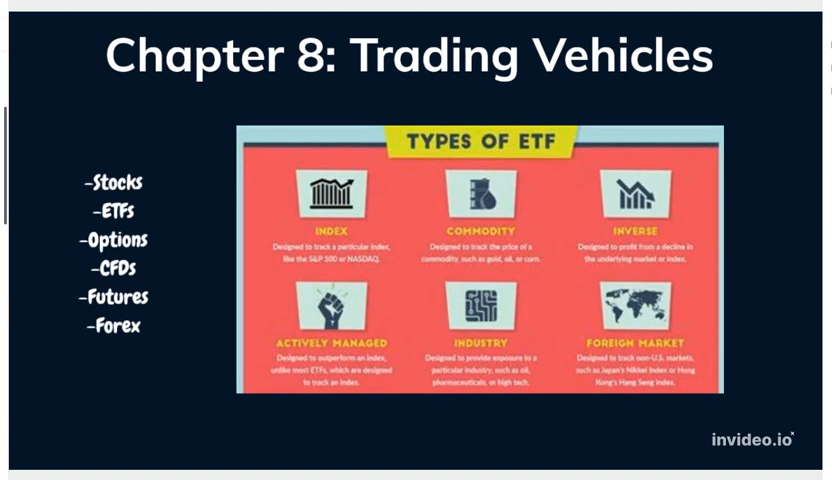 Chapter 8: Trading Vehicles
-Stocks
-ETFs
-Options
-CFDs
-Futures
-Forex
TYPES OF ETF
INDEX
Designed to track a particular index,
like the S&P 500 or NASDAQ.
COMMODITY
Designed to track the price of a
commodity, such as gold, oil, or corn.
INVERSE
Designed to profit from a decline in
the underlying market or index.
ACTIVELY MANAGED
Designed to outperform an index,
unlike most ETFs, which are designed
to track an index.
INDUSTRY
Designed to provide exposure to a
particular industry, such as oil,
pharmaceuticals, or high tech.
FOREIGN MARKET
Designed to track non-U.S. markets,
such as Japan's Nikkei Index or Hong
Kong's Hang Seng Index.
invideo.io